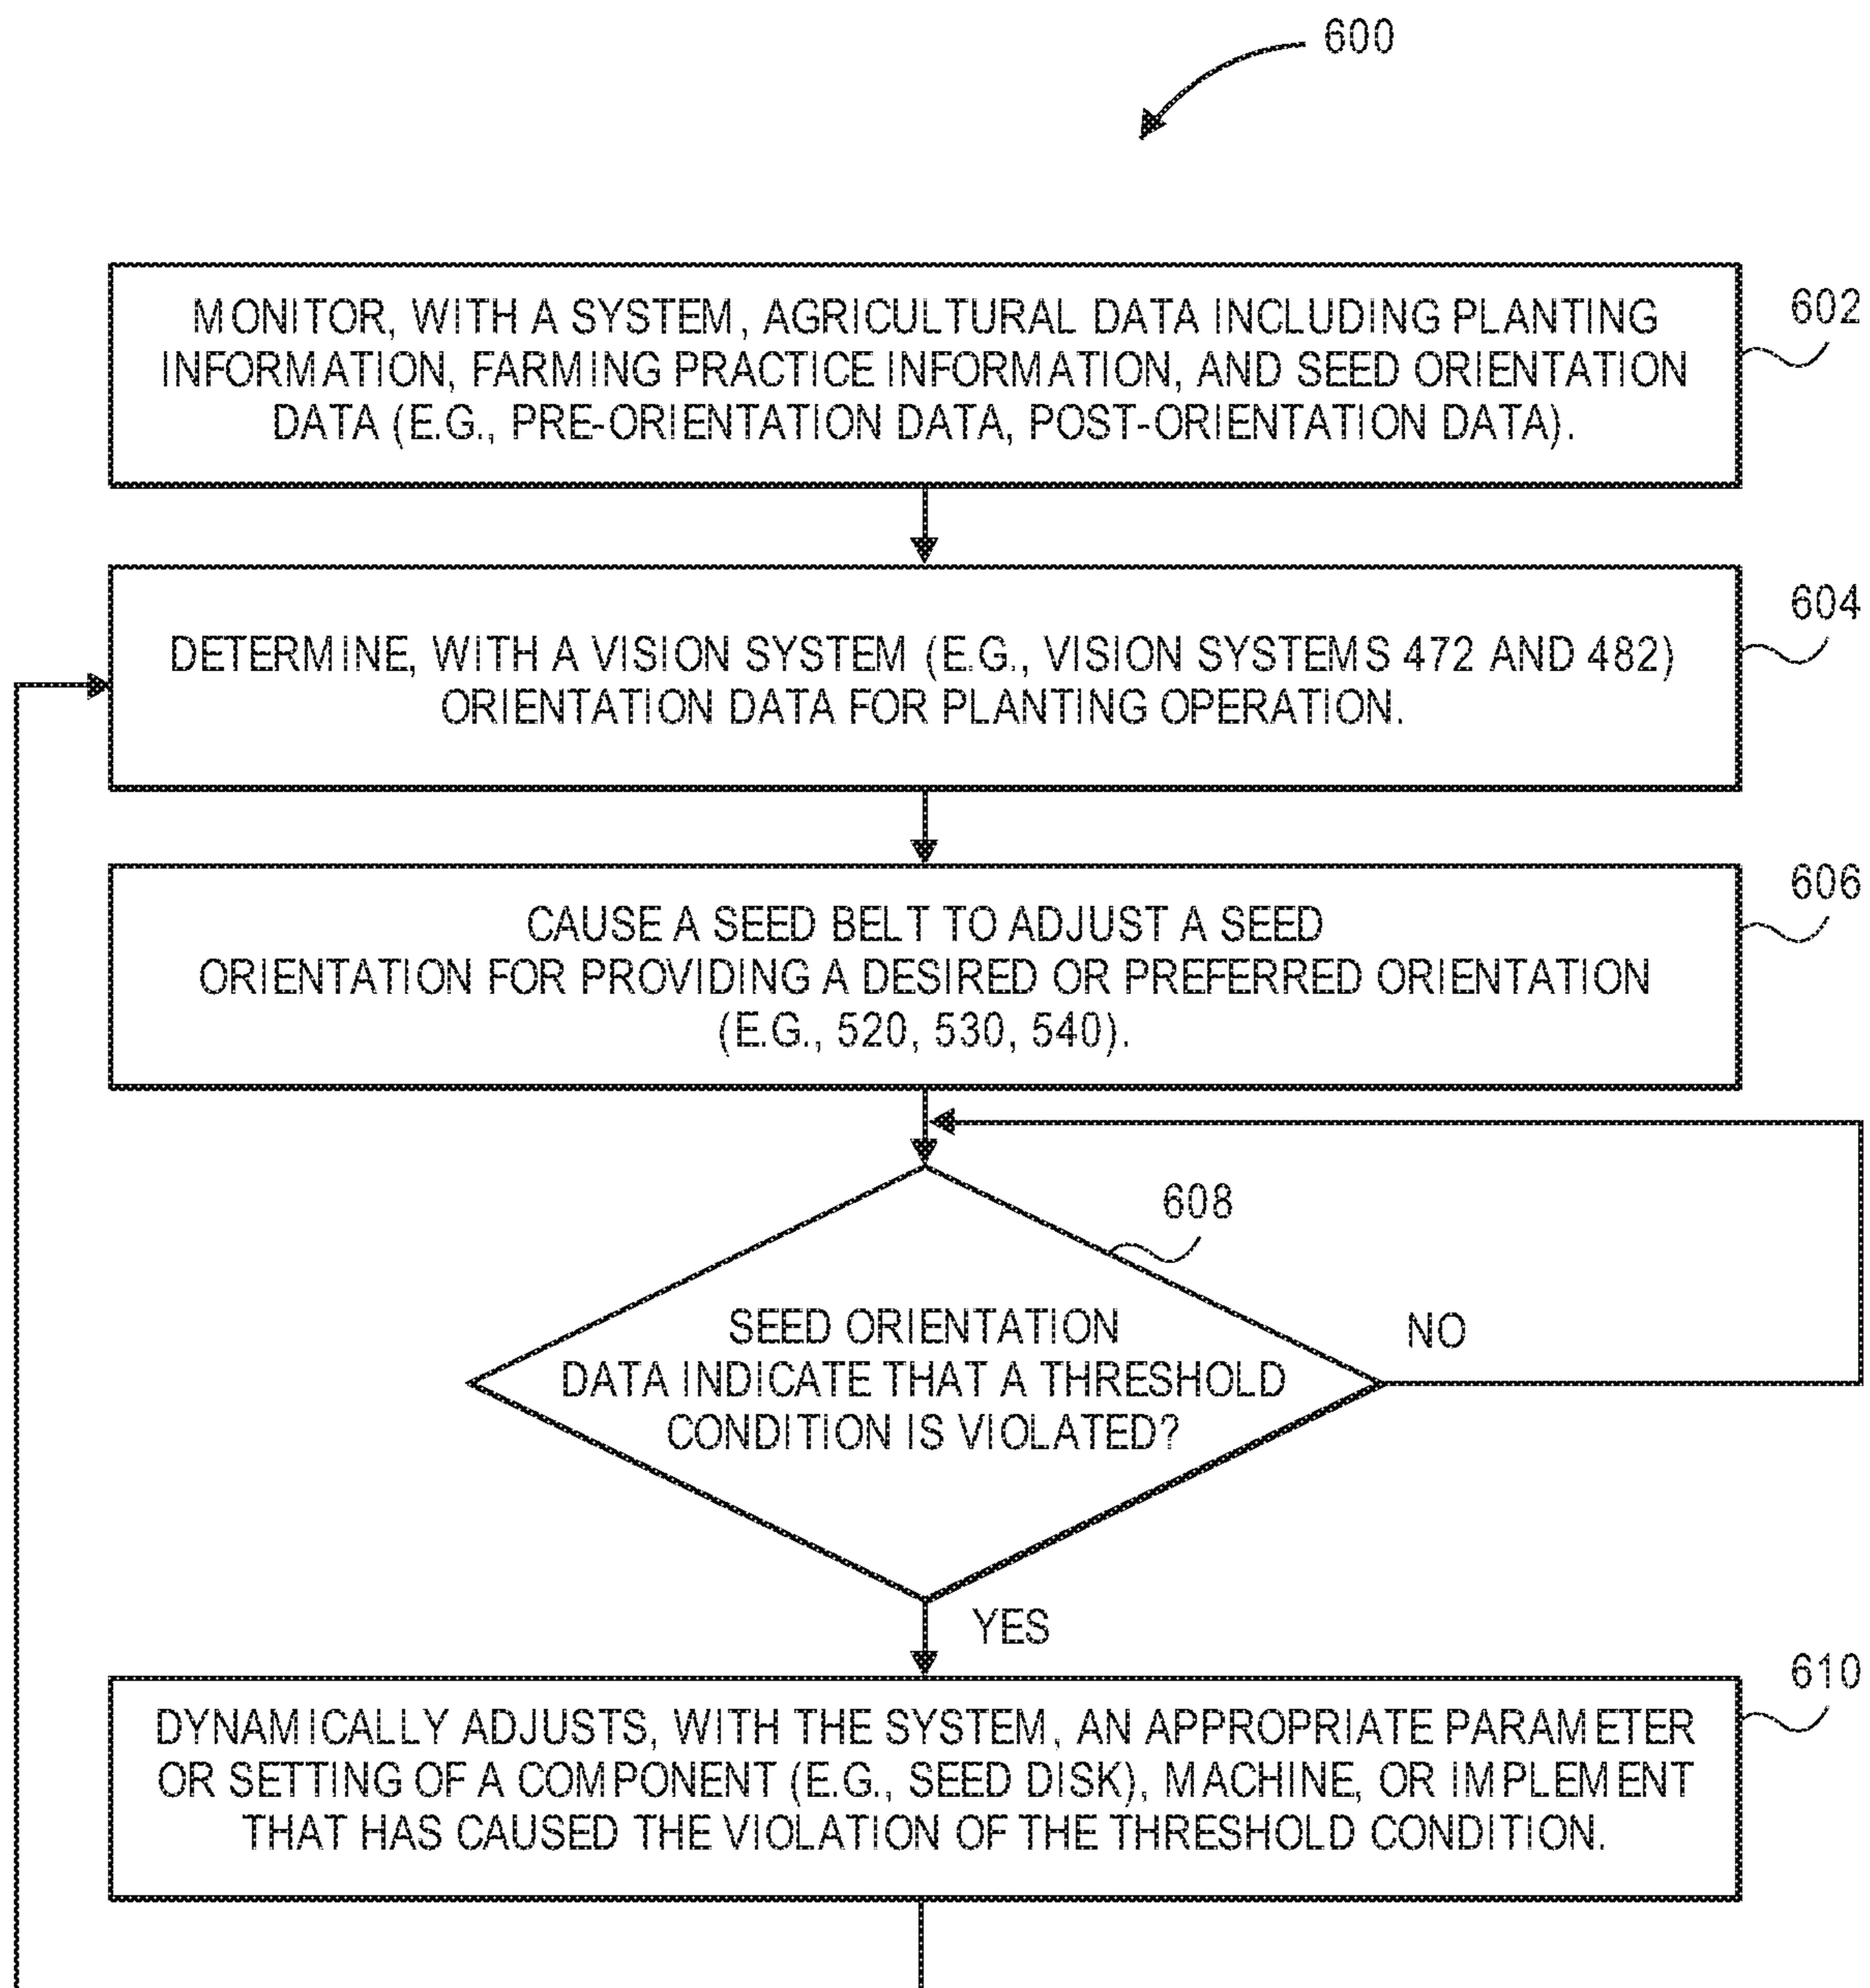 600
MONITOR, WITH A SYSTEM, AGRICULTURAL DATA INCLUDING PLANTING
INFORMATION, FARMING PRACTICE INFORMATION, AND SEED ORIENTATION
DATA (E.G., PRE-ORIENTATION DATA, POST-ORIENTATION DATA).
602
DETERMINE, WITH A VISION SYSTEM (E.G., VISION SYSTEMS 472 AND 482)
ORIENTATION DATA FOR PLANTING OPERATION.
604
CAUSE A SEED BELT TO ADJUST A SEED
ORIENTATION FOR PROVIDING A DESIRED OR PREFERRED ORIENTATION
(E.G., 520, 530, 540).
606
608
SEED ORIENTATION
DATA INDICATE THAT A THRESHOLD
CONDITION IS VIOLATED?
NO
YES
DYNAMICALLY ADJUSTS, WITH THE SYSTEM, AN APPROPRIATE PARAMETER
OR SETTING OF A COMPONENT (E.G., SEED DISK), MACHINE, OR IMPLEMENT
THAT HAS CAUSED THE VIOLATION OF THE THRESHOLD CONDITION.
610